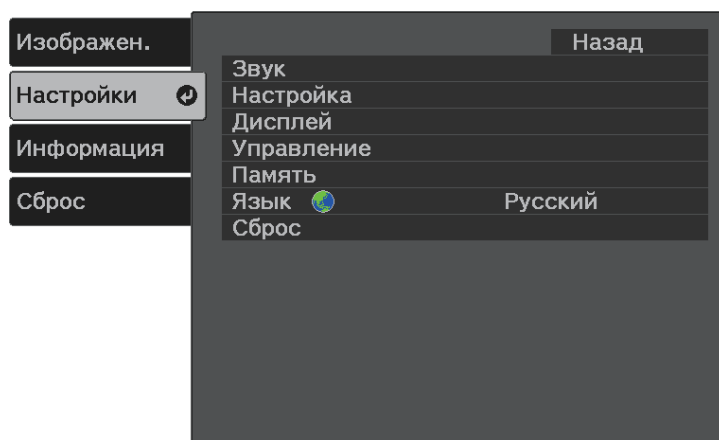 Изображен.
Настройки
Информация
Сброс
Назад
Звук
Настройка
Дисплей
Управление
Память
Язык Русский
Сброс